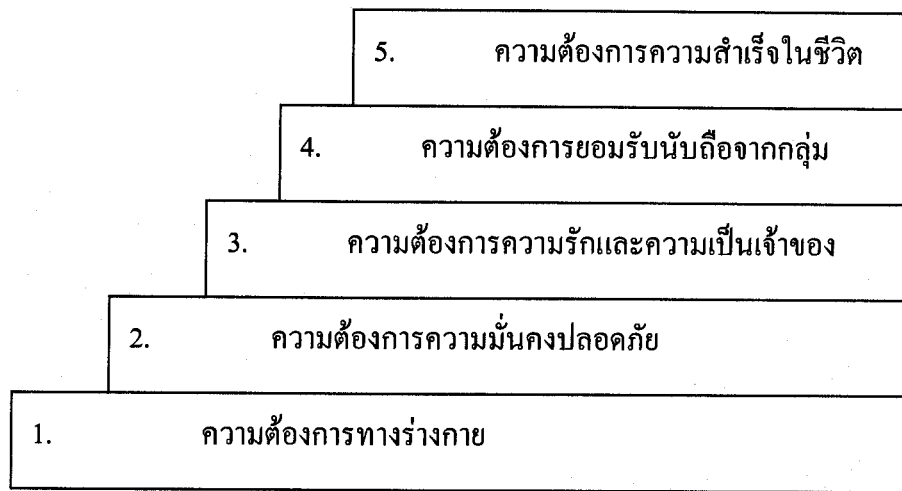 5. ความต้องการความสำเร็จในชีวิต
4. ความต้องการยอมรับนับถือจากกลุ่ม
3. ความต้องการความรักและความเป็นเจ้าของ
2. ความต้องการความมั่นคงปลอดภัย
1. ความต้องการทางร่างกาย